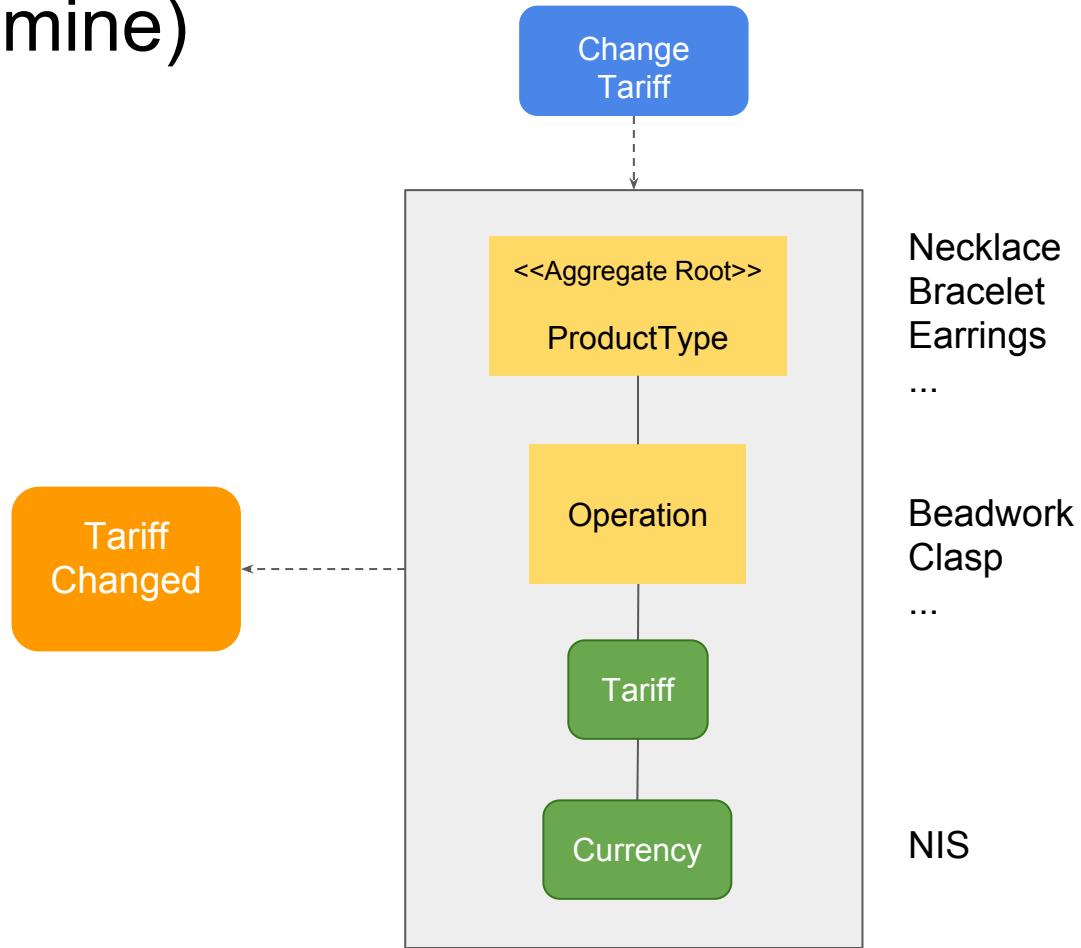 mine)
Change
Tariff
<<Aggregate Root>>
ProductType
Necklace
Bracelet
Earrings
...
Operation
Beadwork
Clasp
...
Tariff
Changed
Tariff
Currency
NIS